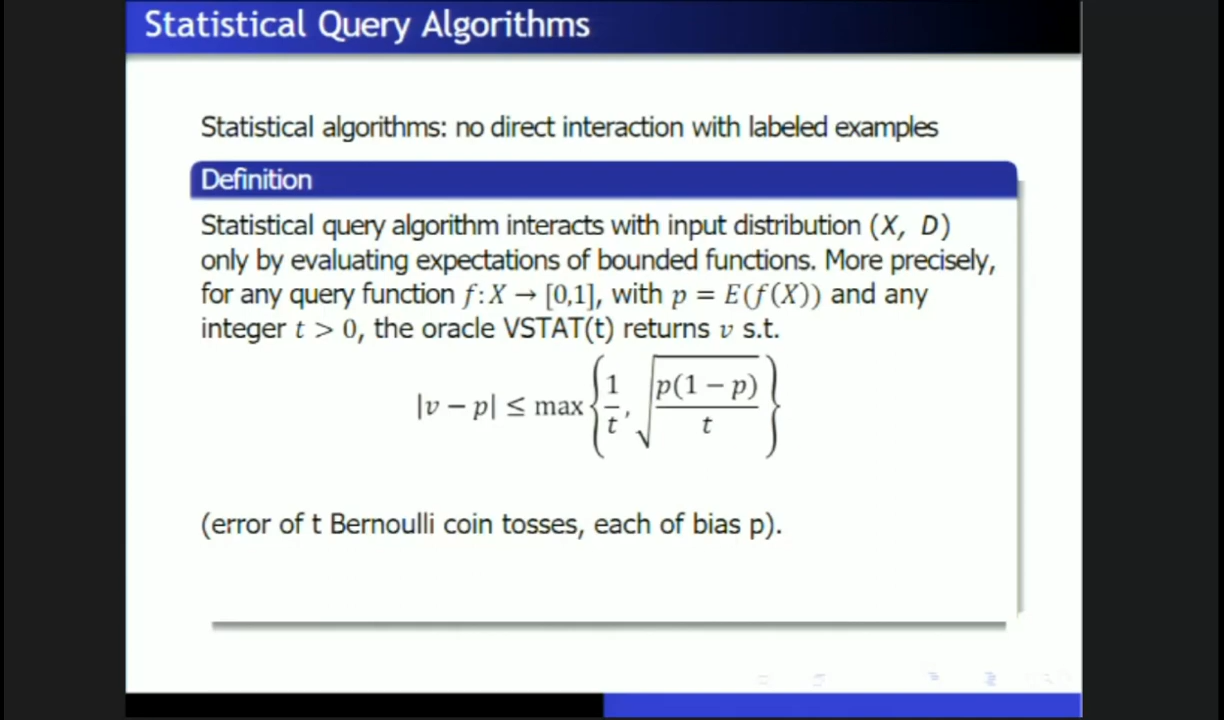 Statistical Query Algorithms
Statistical algorithms: no direct interaction with labeled examples
Definition
Statistical query algorithm interacts with input distribution (X, D)
only by evaluating expectations of bounded functions. More precisely,
for any query function f: X → [0,1], with p = E(f(X)) and any
integer t > 0, the oracle VSTAT(t) returns v s.t.
|v − p| ≤ max {1/t, √(p(1 − p)/t)}
(error of t Bernoulli coin tosses, each of bias p).